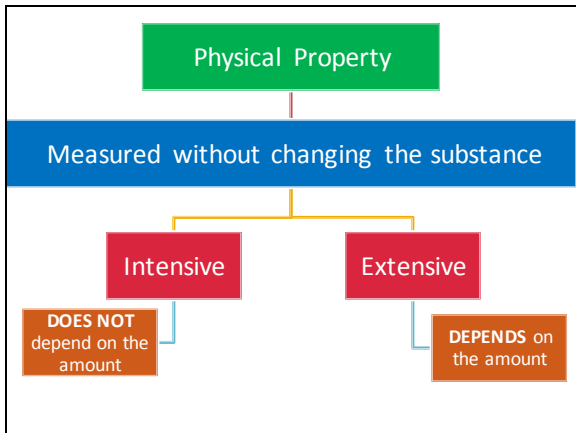 Physical Property
Measured without changing the substance
Intensive
Extensive
DOES NOT
depend on the
amount
DEPENDS on
the amount